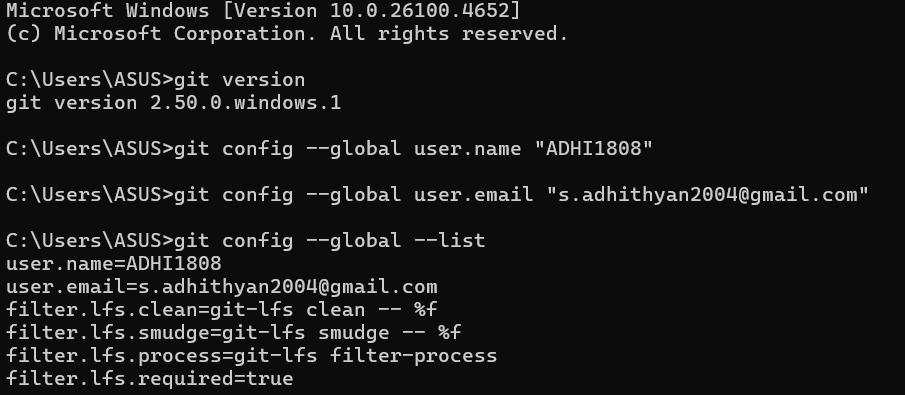 Microsoft Windows [Version 10.0.26100.4652]
(c) Microsoft Corporation. All rights reserved.
C:\Users\ASUS>git version
git version 2.50.0.windows.1
C:\Users\ASUS>git config --global user.name "ADHI1808"
C:\Users\ASUS>git config --global user.email "s.adhithyan2004@gmail.com"
C:\Users\ASUS>git config --global --list
user.name=ADHI1808
user.email=s.adhithyan2004@gmail.com
filter.lfs.clean=git-lfs clean -- %f
filter.lfs.smudge=git-lfs smudge -- %f
filter.lfs.process=git-lfs filter-process
filter.lfs.required=true